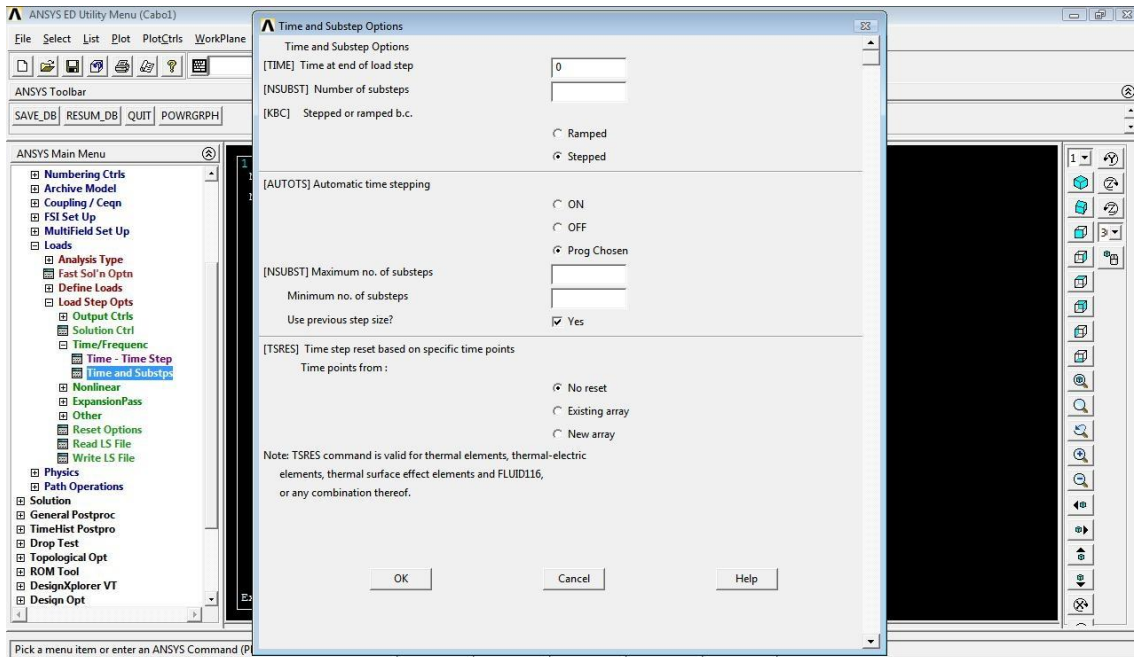 ANSYS ED Utility Menu (Cabo1)
File Select List Plot PlotCtrls WorkPlane
ANSYS Toolbar
SAVE_DB RESUM_DB QUIT POWRGRPH
ANSYS Main Menu
Numbering Ctrls
Archive Model
Coupling / Ceqn
FSI Set Up
MultiField Set Up
Loads
Analysis Type
Fast Sol'n Optn
Define Loads
Load Step Opts
Output Ctrls
Solution Ctrl
Time/Frequenc
Time - Time Step
Time and Substps
Nonlinear
ExpansionPass
Other
Reset Options
Read LS File
Write LS File
Physics
Path Operations
Solution
General Postproc
TimeHist Postpro
Drop Test
Topological Opt
ROM Tool
DesignXplorer VT
Design Opt
Pick a menu item or enter an ANSYS Command
1
Time and Substep Options
Time and Substep Options
[TIME] Time at end of load step 0
[NSUBST] Number of substeps
[KBC] Stepped or ramped b.c.
Ramped
Stepped
[AUTOTS] Automatic time stepping
ON
OFF
Prog Chosen
[NSUBST] Maximum no. of substeps
Minimum no. of substeps
Use previous step size? Yes
[TSRES] Time step reset based on specific time points
Time points from :
No reset
Existing array
New array
Note: TSRES command is valid for thermal elements, thermal-electric
elements, thermal surface effect elements and FLUID116,
or any combination thereof.
OK Cancel Help
1